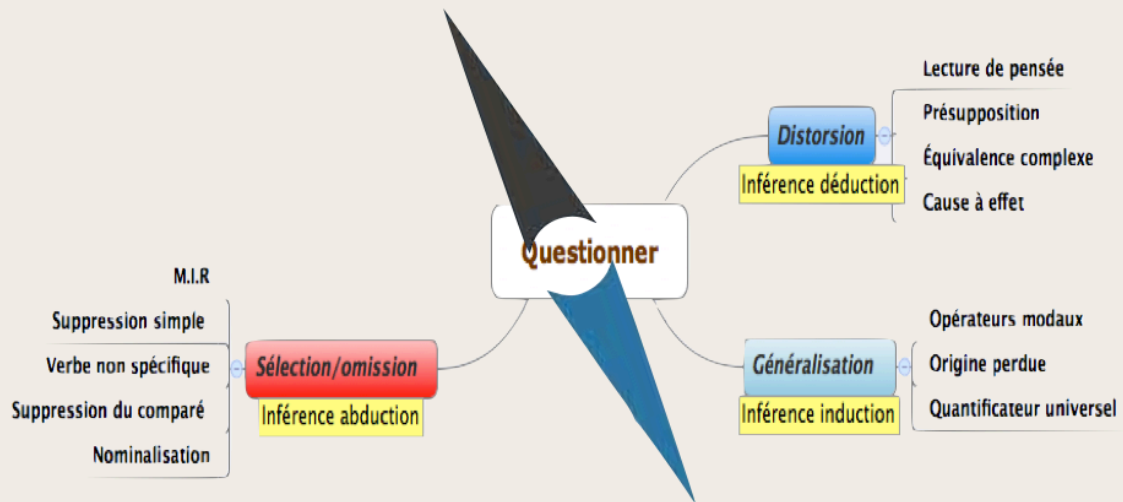 Questionner
Distorsion
Inférence déduction
Lecture de pensée
Présupposition
Équivalence complexe
Cause à effet
Généralisation
Inférence induction
Opérateurs modaux
Origine perdue
Quantificateur universel
Sélection/omission
Inférence abduction
M.I.R
Suppression simple
Verbe non spécifique
Suppression du comparé
Nominalisation